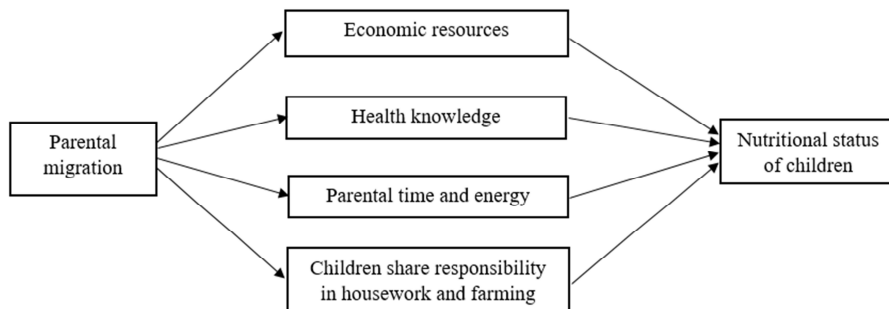 Economic resources
Health knowledge
Parental
migration
Nutritional status
of children
Parental time and energy
Children share responsibility
in housework and farming